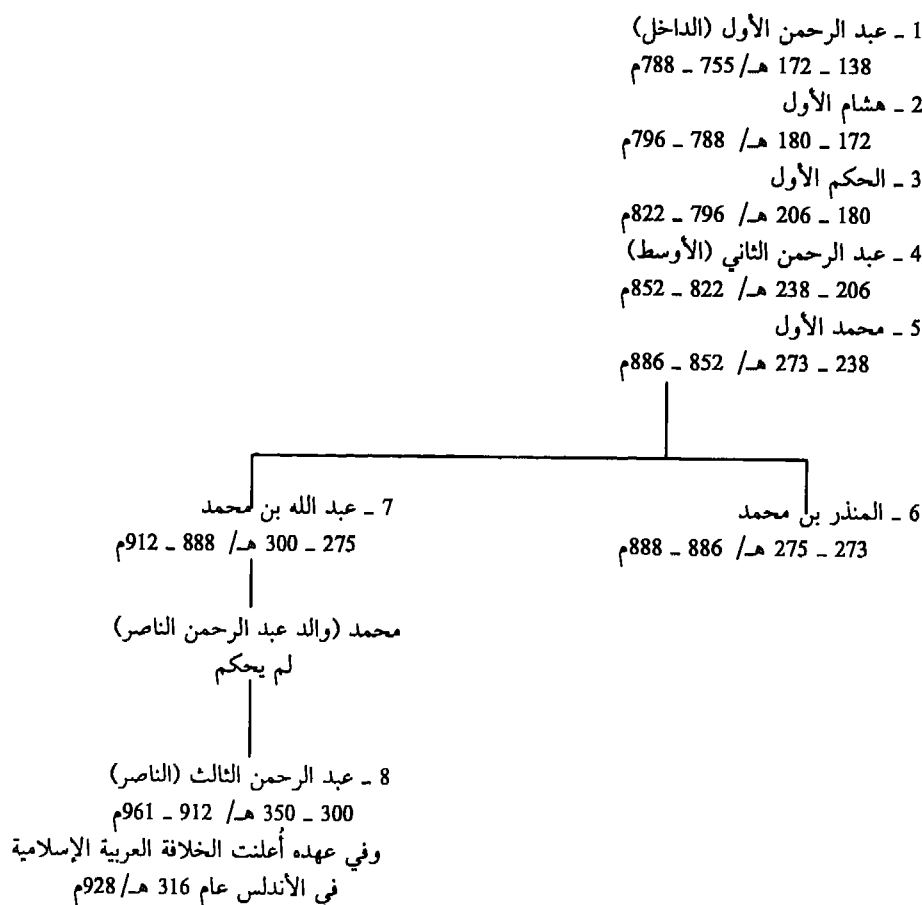 1 ـ عبد الرحمن الأول (الداخل)
138 ـ 172 هـ/ 755 ـ 788م
2 ـ هشام الأول
172 ـ 180 هـ/ 788 ـ 796م
3 ـ الحكم الأول
180 ـ 206 هـ/ 796 ـ 822م
4 ـ عبد الرحمن الثاني (الأوسط)
206 ـ 238 هـ/ 822 ـ 852م
5 ـ محمد الأول
238 ـ 273 هـ/ 852 ـ 886م
6 ـ المنذر بن محمد
273 ـ 275 هـ/ 886 ـ 888م
7 ـ عبد الله بن محمد
275 ـ 300 هـ/ 888 ـ 912م
محمد (والد عبد الرحمن الناصر)
لم يحكم
8 ـ عبد الرحمن الثالث (الناصر)
300 ـ 350 هـ/ 912 ـ 961م
وفي عهده أُعلنت الخلافة العربية الإسلامية
في الأندلس عام 316 هـ/928م